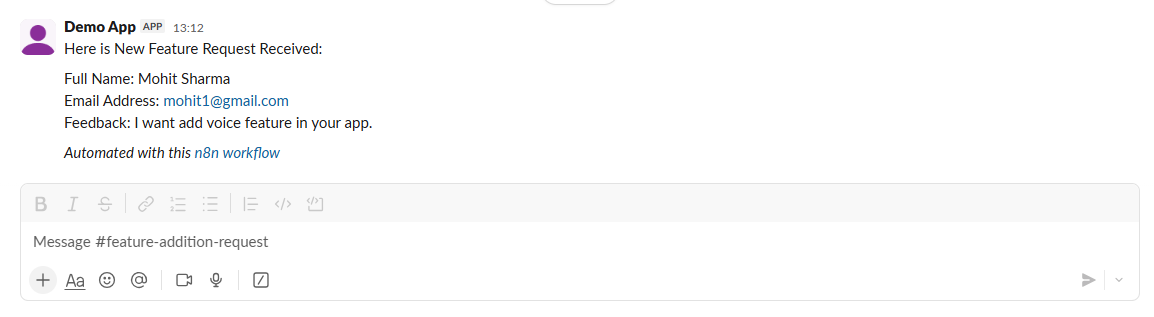 Demo App APP 13:12
Here is New Feature Request Received:
Full Name: Mohit Sharma
Email Address: mohit1@gmail.com
Feedback: I want add voice feature in your app.
Automated with this n8n workflow
Message #feature-addition-request
Aa